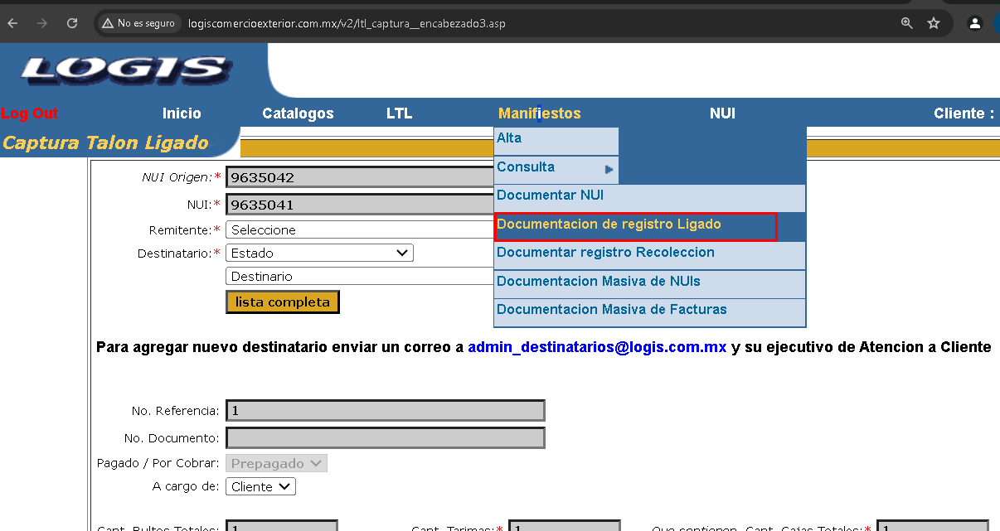 No es seguro logiscomercioexterior.com.mx/v2/ltl_captura__encabezado3.asp
LOGIS
Log Out Inicio Catalogos LTL Manifiestos NUI Cliente :
Captura Talon Ligado
Alta
Consulta
Documentar NUI
Documentacion de registro Ligado
Documentar registro Recoleccion
Documentacion Masiva de NUIs
Documentacion Masiva de Facturas
NUI Origen:* 9635042
NUI:* 9635041
Remitente:* Seleccione
Destinatario:* Estado
Destinario
lista completa
Para agregar nuevo destinatario enviar un correo a admin_destinatarios@logis.com.mx y su ejecutivo de Atencion a Cliente
No. Referencia: 1
No. Documento:
Pagado / Por Cobrar: Prepagado
A cargo de: Cliente
Cant. Bultos Totales: 1 Cant. Tarimas:* 1 Que contienen, Cant. Cajas Totales:* 1